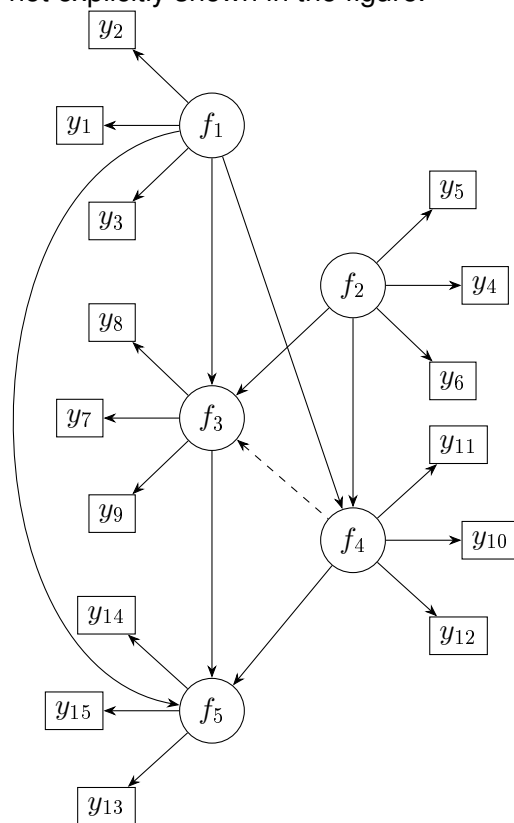 not explicitly shown in the figure.
y₂
y₁
f₁
y₃
y₅
f₂
y₄
y₈
y₆
y₇
f₃
y₁₁
y₉
f₄
y₁₀
y₁₄
y₁₂
y₁₅
f₅
y₁₃